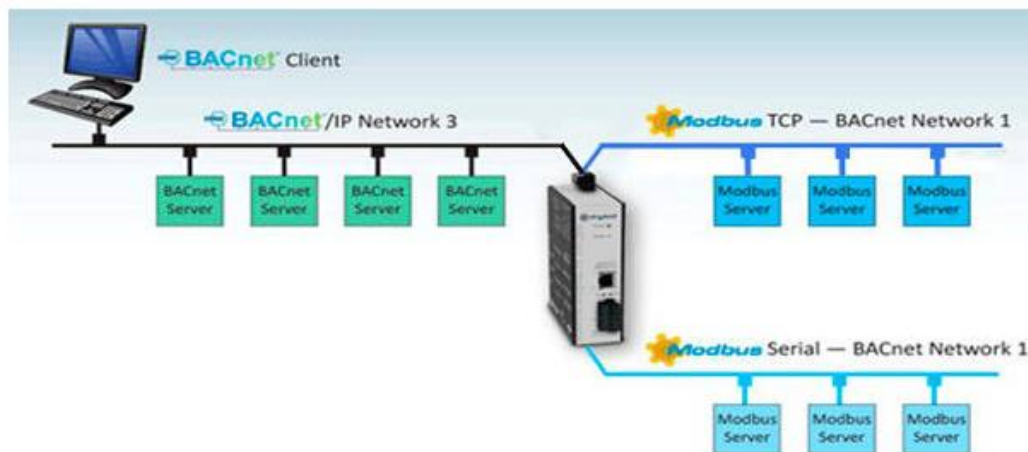 BACnet Client
BACnet/IP Network 3
Modbus TCP — BACnet Network 1
BACnet
Server
BACnet
Server
BACnet
Server
BACnet
Server
Modbus
Server
Modbus
Server
Modbus
Server
Modbus Serial — BACnet Network 1
Modbus
Server
Modbus
Server
Modbus
Server